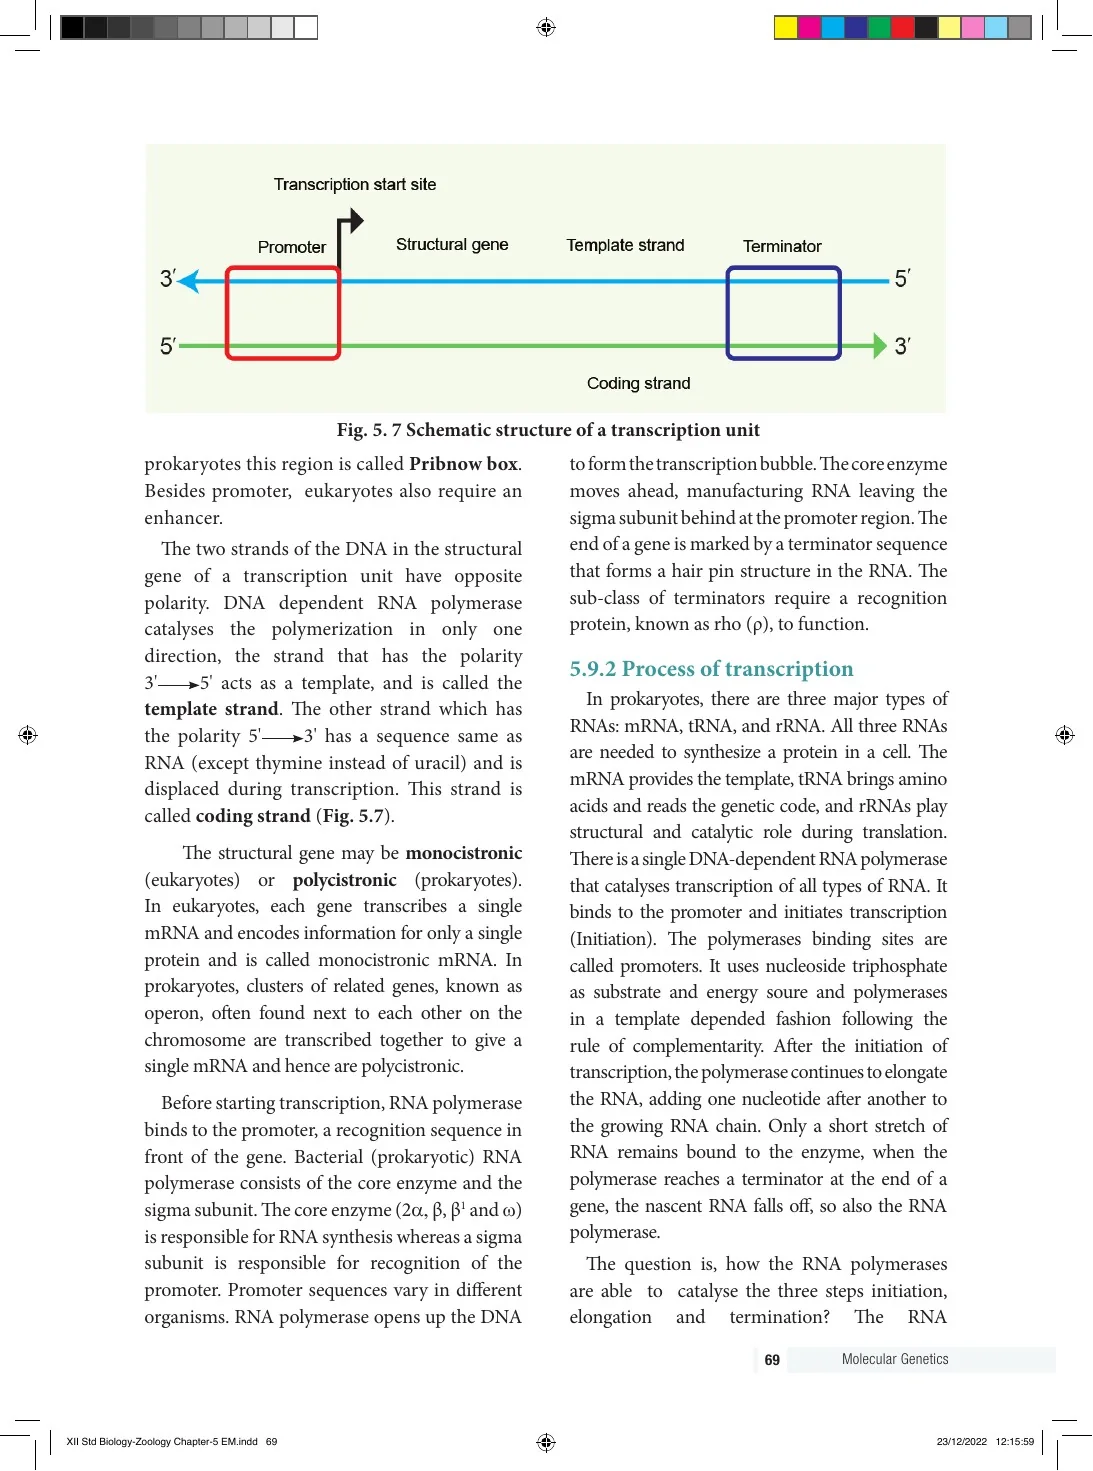 Transcription start site
Promoter
Structural gene
Template strand
Terminator
3′
5′
5′
3′
Coding strand
Fig. 5. 7 Schematic structure of a transcription unit
prokaryotes this region is called Pribnow box.
Besides promoter, eukaryotes also require an
enhancer.
The two strands of the DNA in the structural
gene of a transcription unit have opposite
polarity. DNA dependent RNA polymerase
catalyses the polymerization in only one
direction, the strand that has the polarity
3'⟶5' acts as a template, and is called the
template strand. The other strand which has
the polarity 5'⟶3' has a sequence same as
RNA (except thymine instead of uracil) and is
displaced during transcription. This strand is
called coding strand (Fig. 5.7).
The structural gene may be monocistronic
(eukaryotes) or polycistronic (prokaryotes).
In eukaryotes, each gene transcribes a single
mRNA and encodes information for only a single
protein and is called monocistronic mRNA. In
prokaryotes, clusters of related genes, known as
operon, often found next to each other on the
chromosome are transcribed together to give a
single mRNA and hence are polycistronic.
Before starting transcription, RNA polymerase
binds to the promoter, a recognition sequence in
front of the gene. Bacterial (prokaryotic) RNA
polymerase consists of the core enzyme and the
sigma subunit. The core enzyme (2α, β, β¹ and ω)
is responsible for RNA synthesis whereas a sigma
subunit is responsible for recognition of the
promoter. Promoter sequences vary in different
organisms. RNA polymerase opens up the DNA
to form the transcription bubble. The core enzyme
moves ahead, manufacturing RNA leaving the
sigma subunit behind at the promoter region. The
end of a gene is marked by a terminator sequence
that forms a hair pin structure in the RNA. The
sub-class of terminators require a recognition
protein, known as rho (ρ), to function.
5.9.2 Process of transcription
In prokaryotes, there are three major types of
RNAs: mRNA, tRNA, and rRNA. All three RNAs
are needed to synthesize a protein in a cell. The
mRNA provides the template, tRNA brings amino
acids and reads the genetic code, and rRNAs play
structural and catalytic role during translation.
There is a single DNA-dependent RNA polymerase
that catalyses transcription of all types of RNA. It
binds to the promoter and initiates transcription
(Initiation). The polymerases binding sites are
called promoters. It uses nucleoside triphosphate
as substrate and energy soure and polymerases
in a template depended fashion following the
rule of complementarity. After the initiation of
transcription, the polymerase continues to elongate
the RNA, adding one nucleotide after another to
the growing RNA chain. Only a short stretch of
RNA remains bound to the enzyme, when the
polymerase reaches a terminator at the end of a
gene, the nascent RNA falls off, so also the RNA
polymerase.
The question is, how the RNA polymerases
are able to catalyse the three steps initiation,
elongation and termination? The RNA
69 Molecular Genetics
XII Std Biology-Zoology Chapter-5 EM.indd 69
23/12/2022 12:15:59